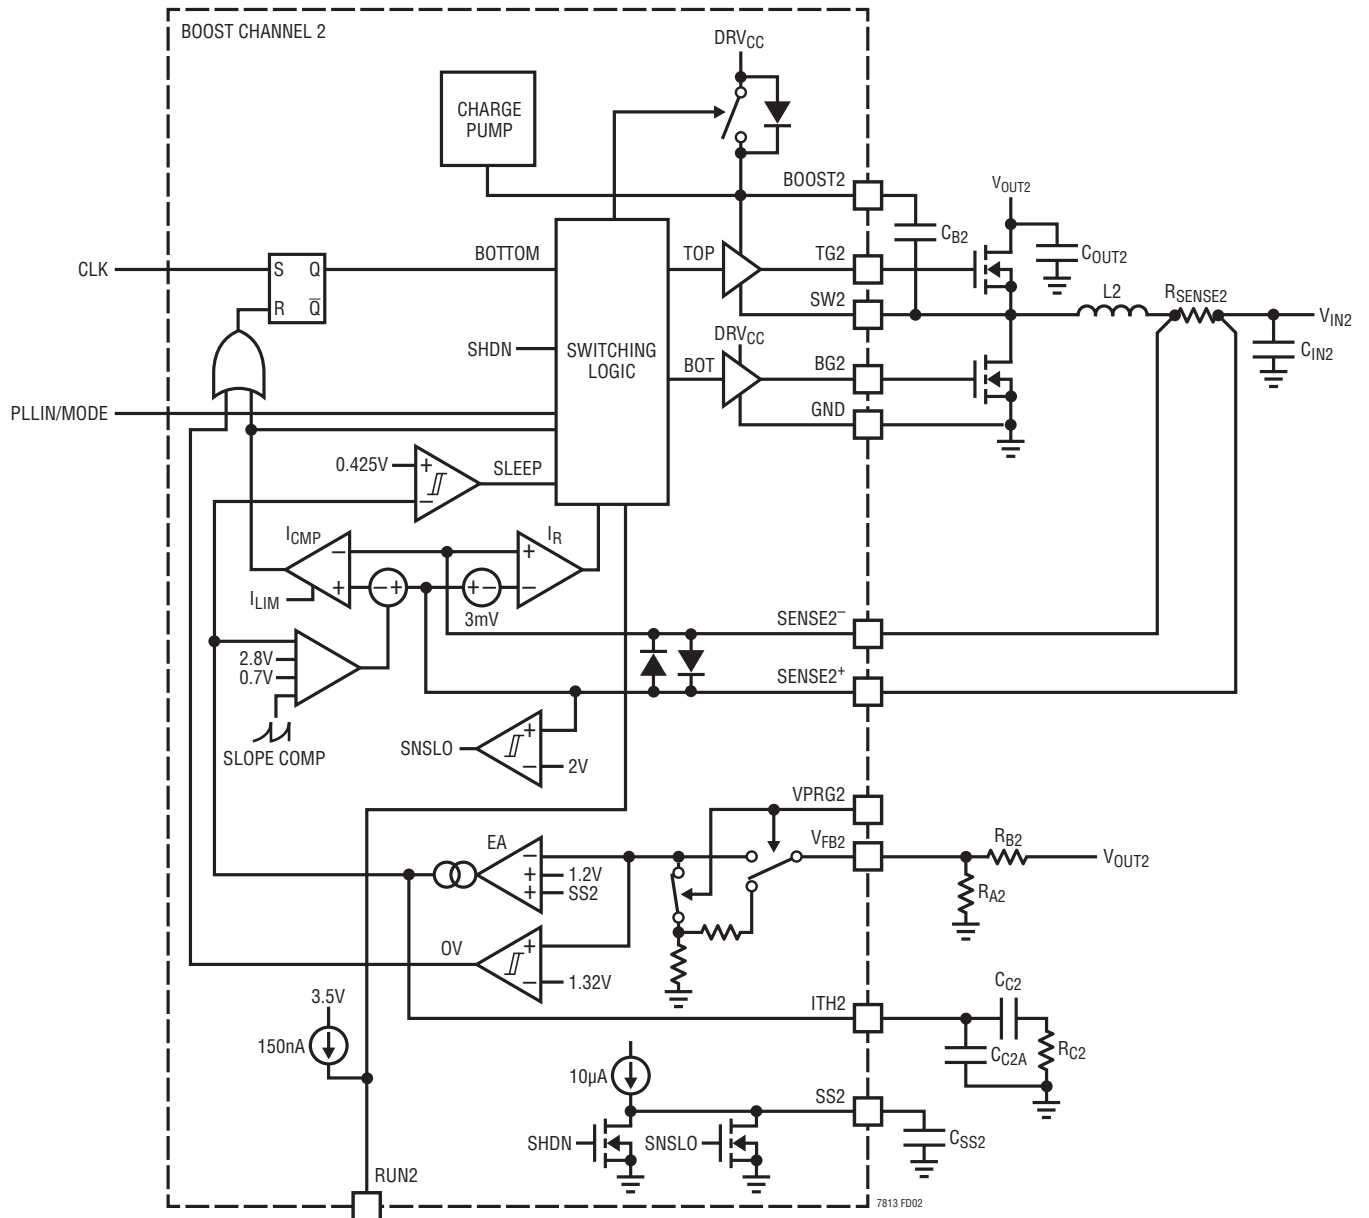 BOOST CHANNEL 2
DRVCC
CHARGE
PUMP
BOOST2
VOUT2
CB2
CLK
S
Q
BOTTOM
TOP
TG2
COUT2
R
Q̅
SW2
L2
RSENSE2
VIN2
DRVCC
CIN2
SHDN
SWITCHING
LOGIC
BOT
BG2
PLLIN/MODE
GND
0.425V
+
SLEEP
−
ICMP
−
+
IR
+
−
− +
+ −
ILIM
3mV
SENSE2−
2.8V
0.7V
SENSE2+
SLOPE COMP
SNSLO
+
−
2V
VPRG2
EA
−
+
+
1.2V
SS2
VFB2
RB2
VOUT2
RA2
OV
+
−
1.32V
CC2
3.5V
ITH2
150nA
CC2A
RC2
10µA
SS2
SHDN
SNSLO
CSS2
RUN2
7813 FD02